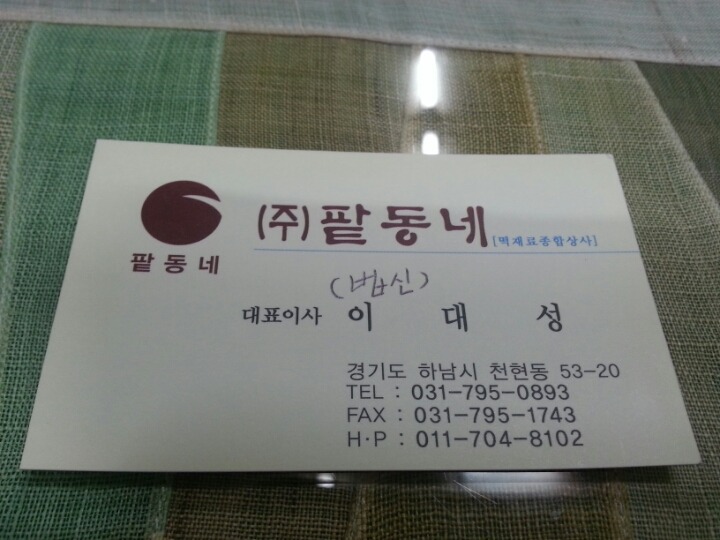 (주)팥동네 [떡재료종합상사]
팥동네
(법신)
대표이사 이 대 성
경기도 하남시 천현동 53-20
TEL : 031-795-0893
FAX : 031-795-1743
H·P : 011-704-8102